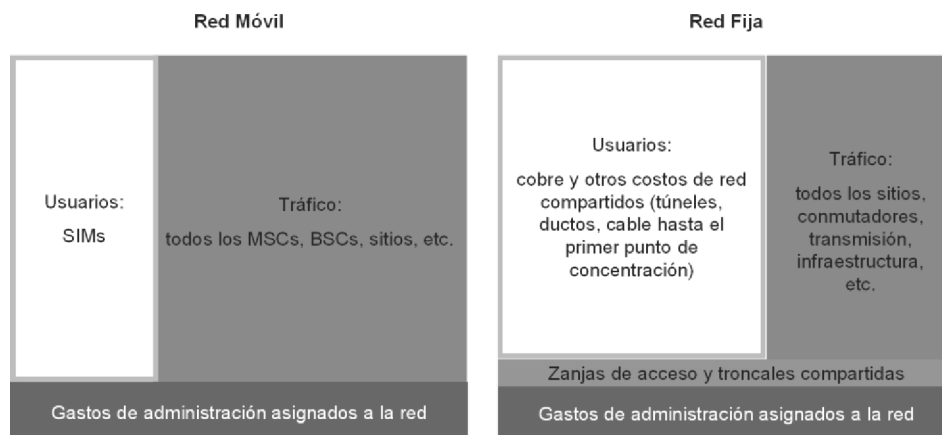 Red Móvil
Usuarios:
SIMs
Tráfico:
todos los MSCs, BSCs, sitios, etc.
Gastos de administración asignados a la red
Red Fija
Usuarios:
cobre y otros costos de red
compartidos (túneles,
ductos, cable hasta el
primer punto de
concentración)
Tráfico:
todos los sitios,
conmutadores,
transmisión,
infraestructura,
etc.
Zanjas de acceso y troncales compartidas
Gastos de administración asignados a la red